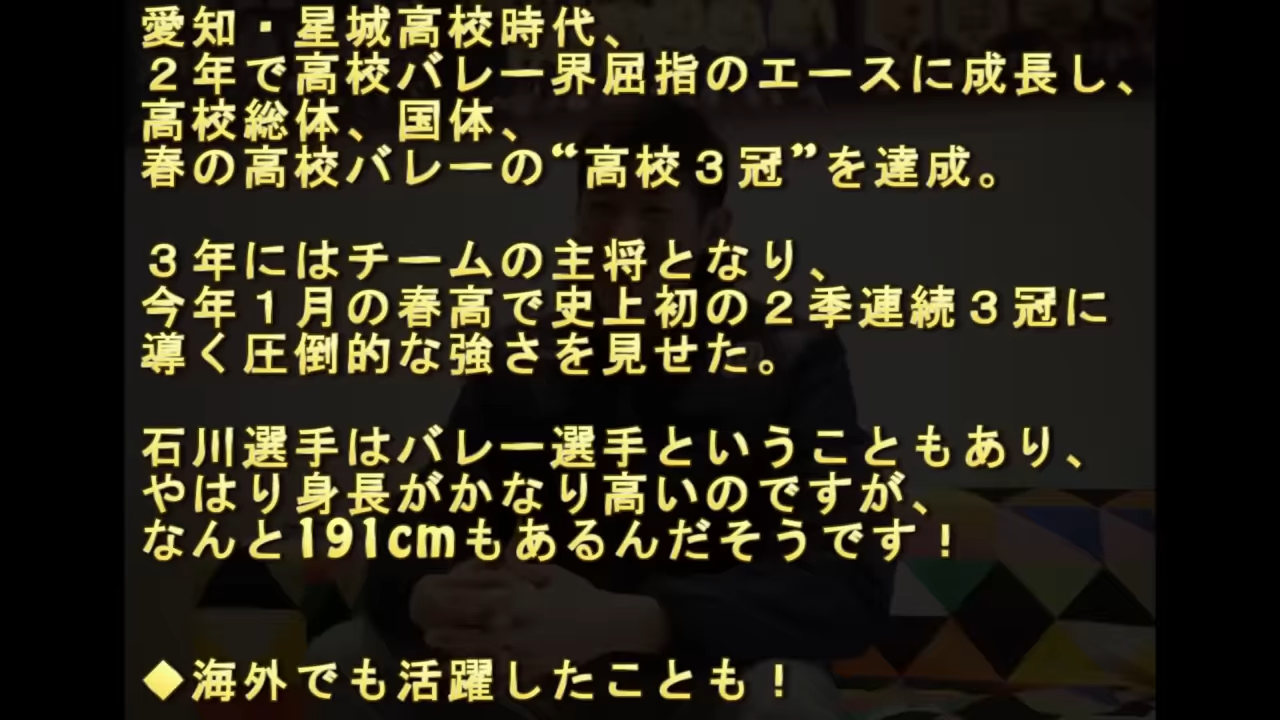 愛知・星城高校時代、
２年で高校バレー界屈指のエースに成長し、
高校総体、国体、
春の高校バレーの“高校３冠”を達成。
３年にはチームの主将となり、
今年１月の春高で史上初の２季連続３冠に
導く圧倒的な強さを見せた。
石川選手はバレー選手ということもあり、
やはり身長がかなり高いのですが、
なんと191cmもあるんだそうです！
◆海外でも活躍したことも！